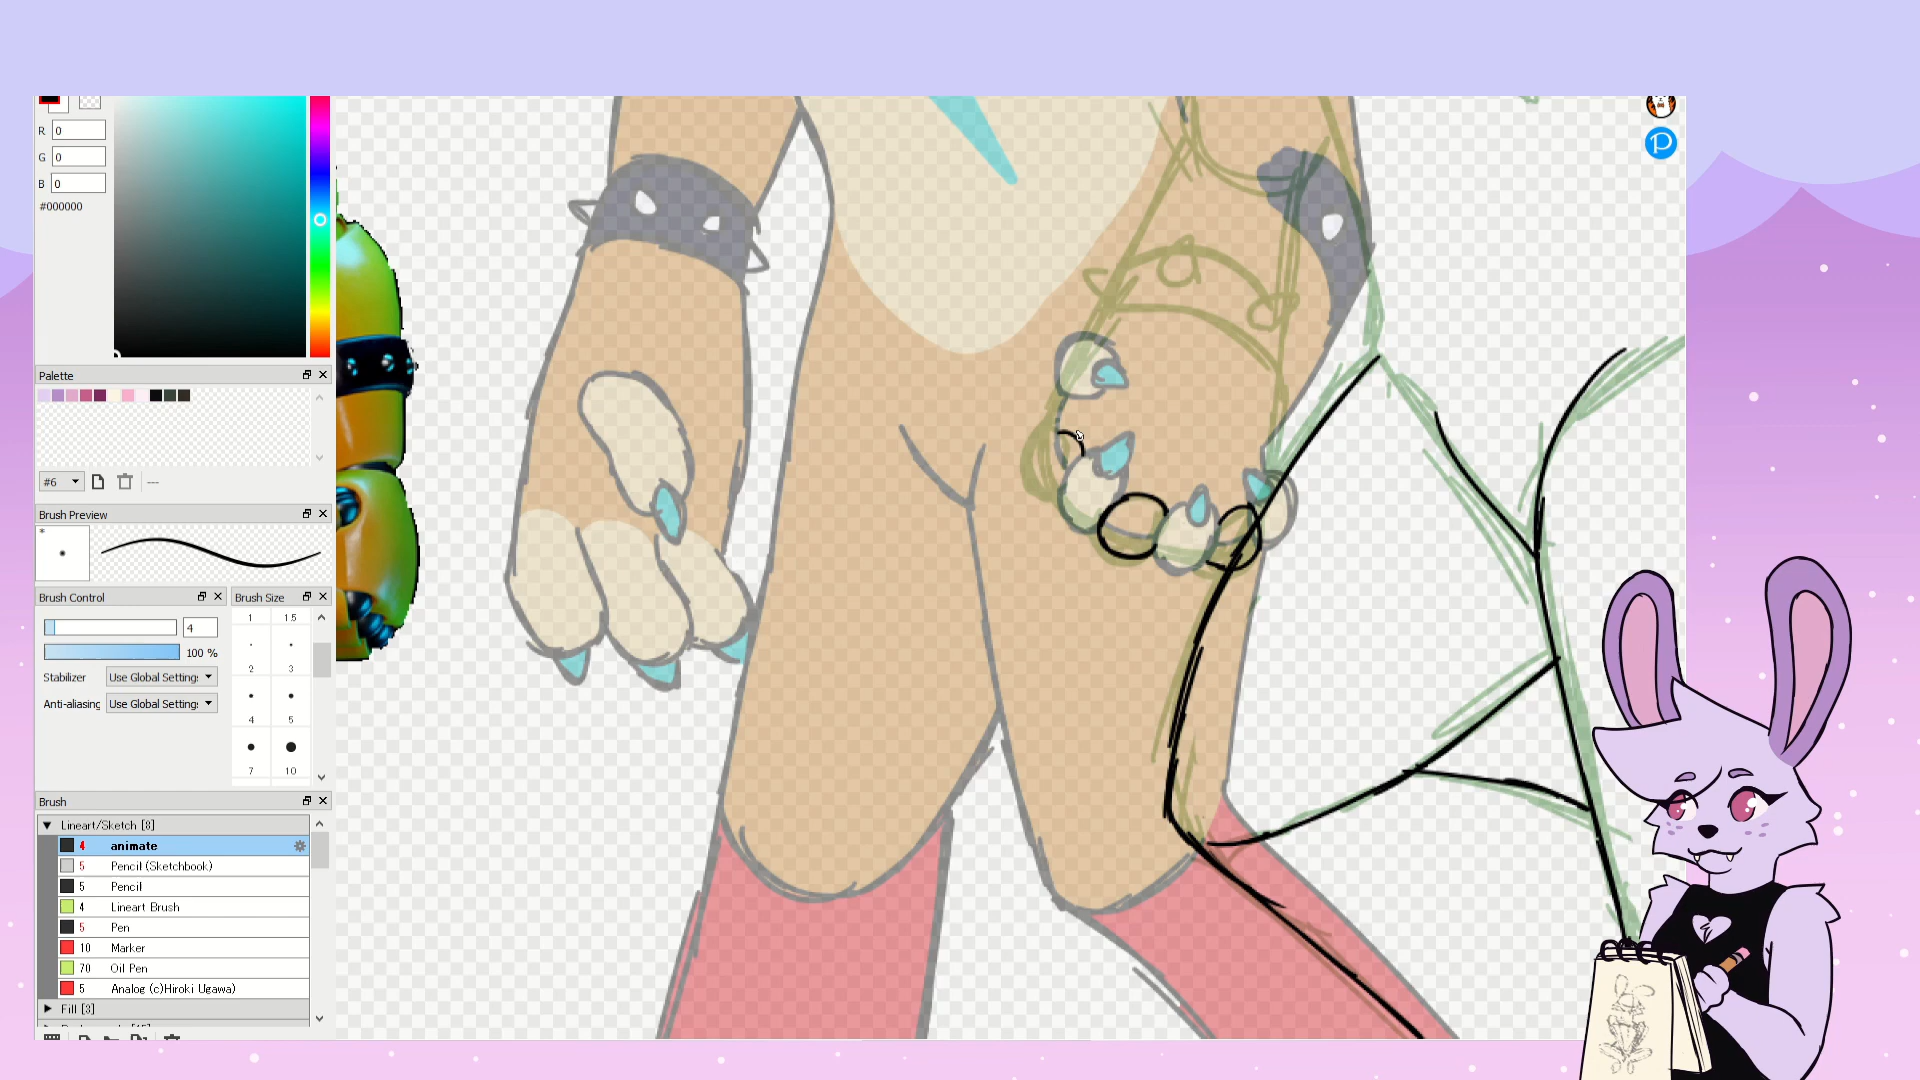 R 0
G 0
B 0
#000000
Palette
#6
---
Brush Preview
*
Brush Control
Brush Size
4
100 %
Stabilizer Use Global Setting:
Anti-aliasing Use Global Setting:
1 1.5
2 3
4 5
7 10
Brush
Lineart/Sketch [8]
4 animate
5 Pencil (Sketchbook)
5 Pencil
4 Lineart Brush
5 Pen
10 Marker
70 Oil Pen
5 Analog (c)Hiroki Ugawa)
Fill [3]
P